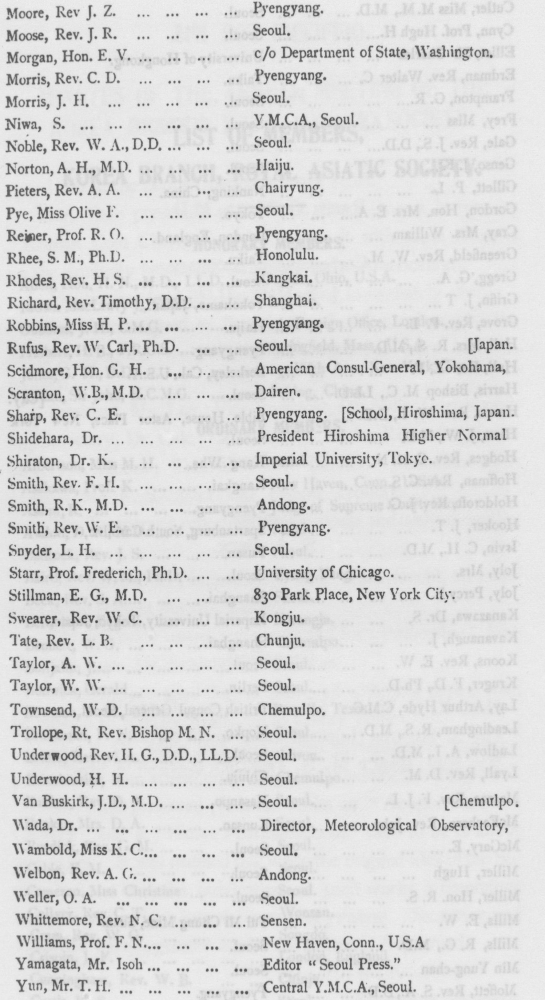 Moore, Rev J. Z. ... ... ... ... Pyengyang.
Moose, Rev. J. R. ... ... ... ... Seoul.
Morgan, Hon. E. V. ... ... ... ... c/o Department of State, Washington.
Morris, Rev. C. D. ... ... ... ... Pyengyang.
Morris, J. H. ... ... ... ... ... Seoul.
Niwa, S. ... ... ... ... ... ... Y.M.C.A., Seoul.
Noble, Rev. W. A., D.D. ... ... ... Seoul.
Norton, A. H., M.D. ... ... ... ... Haiju.
Pieters, Rev. A. A. ... ... ... ... Chairyung.
Pye, Miss Olive F. ... ... ... ... Seoul.
Reiner, Prof. R. O. ... ... ... ... Pyengyang.
Rhee, S. M., Ph.D. ... ... ... ... Honolulu.
Rhodes, Rev. H. S. ... ... ... ... Kangkai.
Richard, Rev. Timothy, D.D. ... ... Shanghai.
Robbins, Miss H. P. ... ... ... ... Pyengyang.
Rufus, Rev. W. Carl, Ph.D. ... ... Seoul. [Japan.
Scidmore, Hon. G. H. ... ... ... American Consul-General, Yokohama,
Scranton, W.B., M.D. ... ... ... Dairen.
Sharp, Rev. C. E. ... ... ... ... Pyengyang. [School, Hiroshima, Japan.
Shidehara, Dr. ... ... ... ... ... President Hiroshima Higher Normal
Shiraton, Dr. K. ... ... ... ... Imperial University, Tokyo.
Smith, Rev. F. H. ... ... ... ... Seoul.
Smith, R. K., M.D. ... ... ... ... Andong.
Smith, Rev. W. E. ... ... ... ... Pyengyang.
Snyder, L. H. ... ... ... ... ... Seoul.
Starr, Prof. Frederich, Ph.D. ... ... University of Chicago.
Stillman, E. G., M.D. ... ... ... 830 Park Place, New York City.
Swearer, Rev. W. C. ... ... ... ... Kongju.
Tate, Rev. L. B. ... ... ... ... Chunju.
Taylor, A. W. ... ... ... ... ... Seoul.
Taylor, W. W. ... ... ... ... ... Seoul.
Townsend, W. D. ... ... ... ... Chemulpo.
Trollope, Rt. Rev. Bishop M. N. ... Seoul.
Underwood, Rev. H. G., D.D., LL.D. Seoul.
Underwood, H. H. ... ... ... ... Seoul.
Van Buskirk, J.D., M.D. ... ... ... Seoul. [Chemulpo.
Wada, Dr. ... ... ... ... ... ... Director, Meteorological Observatory,
Wambold, Miss K. C.... ... ... ... Seoul.
Welbon, Rev. A. G. ... ... ... ... Andong.
Weller, O. A. ... ... ... ... ... Seoul.
Whittemore, Rev. N. C. ... ... ... Sensen.
Williams, Prof. F. N.... ... ... ... New Haven, Conn., U.S.A
Yamagata, Mr. Isoh ... ... ... ... Editor "Seoul Press."
Yun, Mr. T. H. ... ... ... ... ... Central Y.M.C.A., Seoul.